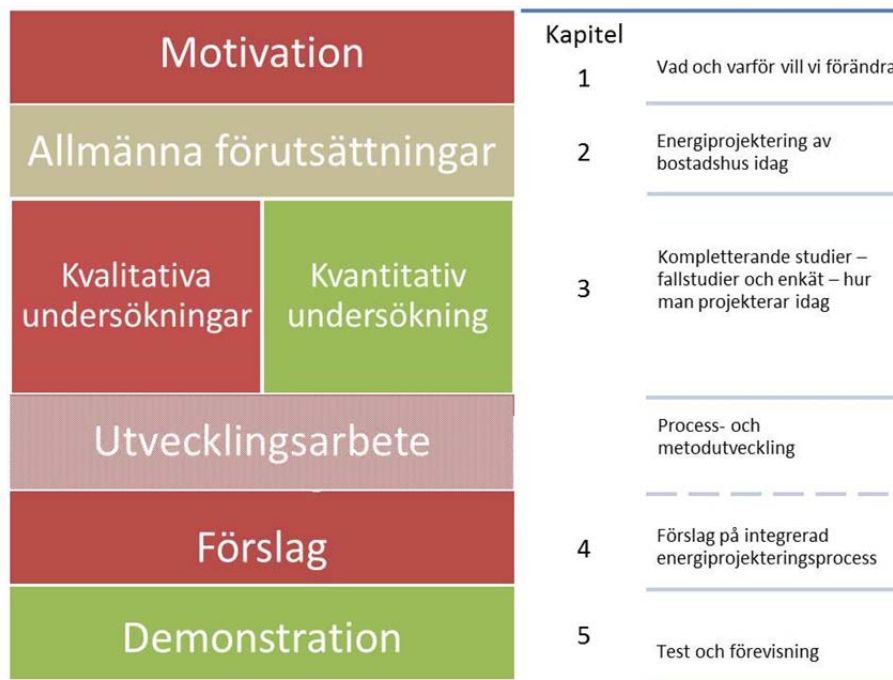 Motivation
Allmänna förutsättningar
Kvalitativa
undersökningar
Kvantitativ
undersökning
Utvecklingsarbete
Förslag
Demonstration
Kapitel
1
Vad och varför vill vi förändra
2
Energiprojektering av
bostadshus idag
3
Kompletterande studier –
fallstudier och enkät – hur
man projekterar idag
Process- och
metodutveckling
4
Förslag på integrerad
energiprojekteringsprocess
5
Test och förevisning